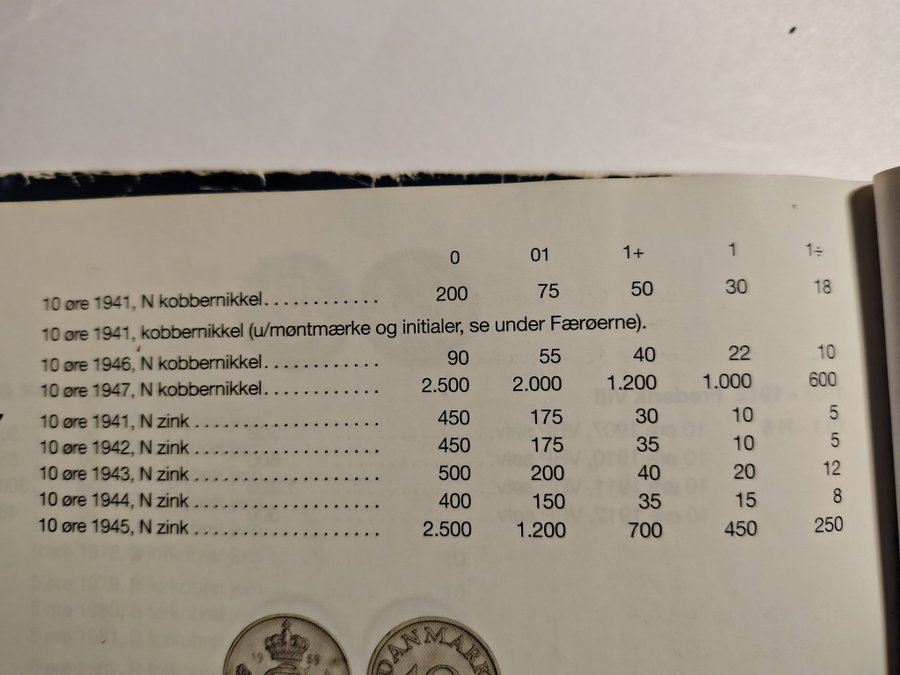 0 01 1+ 1 1÷
10 øre 1941, N kobbernikkel. . . . . . . . . . . . 200 75 50 30 18
10 øre 1941, kobbernikkel (u/møntmærke og initialer, se under Færøerne).
10 øre 1946, N kobbernikkel. . . . . . . . . . . . 90 55 40 22 10
10 øre 1947, N kobbernikkel. . . . . . . . . . . . 2.500 2.000 1.200 1.000 600
10 øre 1941, N zink . . . . . . . . . . . . . . . . . . . 450 175 30 10 5
10 øre 1942, N zink . . . . . . . . . . . . . . . . . . . 450 175 35 10 5
10 øre 1943, N zink . . . . . . . . . . . . . . . . . . . 500 200 40 20 12
10 øre 1944, N zink . . . . . . . . . . . . . . . . . . . 400 150 35 15 8
10 øre 1945, N zink . . . . . . . . . . . . . . . . . . . 2.500 1.200 700 450 250
19 59
DANMARK